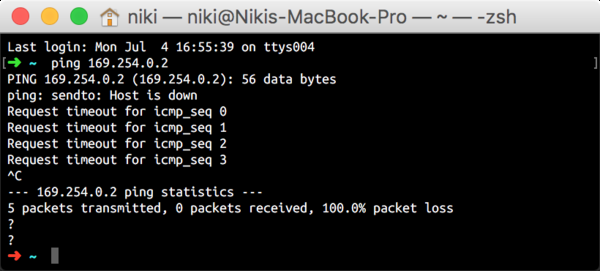 niki — niki@Nikis-MacBook-Pro — ~ — -zsh
Last login: Mon Jul  4 16:55:39 on ttys004
[➜ ~  ping 169.254.0.2 ]
PING 169.254.0.2 (169.254.0.2): 56 data bytes
ping: sendto: Host is down
Request timeout for icmp_seq 0
Request timeout for icmp_seq 1
Request timeout for icmp_seq 2
Request timeout for icmp_seq 3
^C
--- 169.254.0.2 ping statistics ---
5 packets transmitted, 0 packets received, 100.0% packet loss
?
?
➜ ~